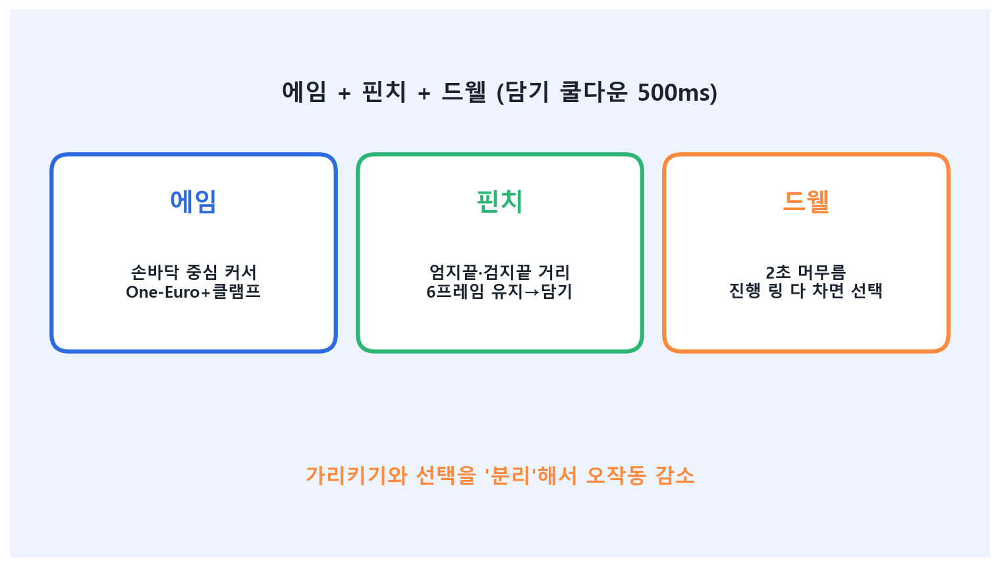 에임 + 핀치 + 드웰 (담기 쿨다운 500ms)
에임
손바닥 중심 커서
One-Euro+클램프
핀치
엄지끝·검지끝 거리
6프레임 유지→담기
드웰
2초 머무름
진행 링 다 차면 선택
가리키기와 선택을 '분리'해서 오작동 감소